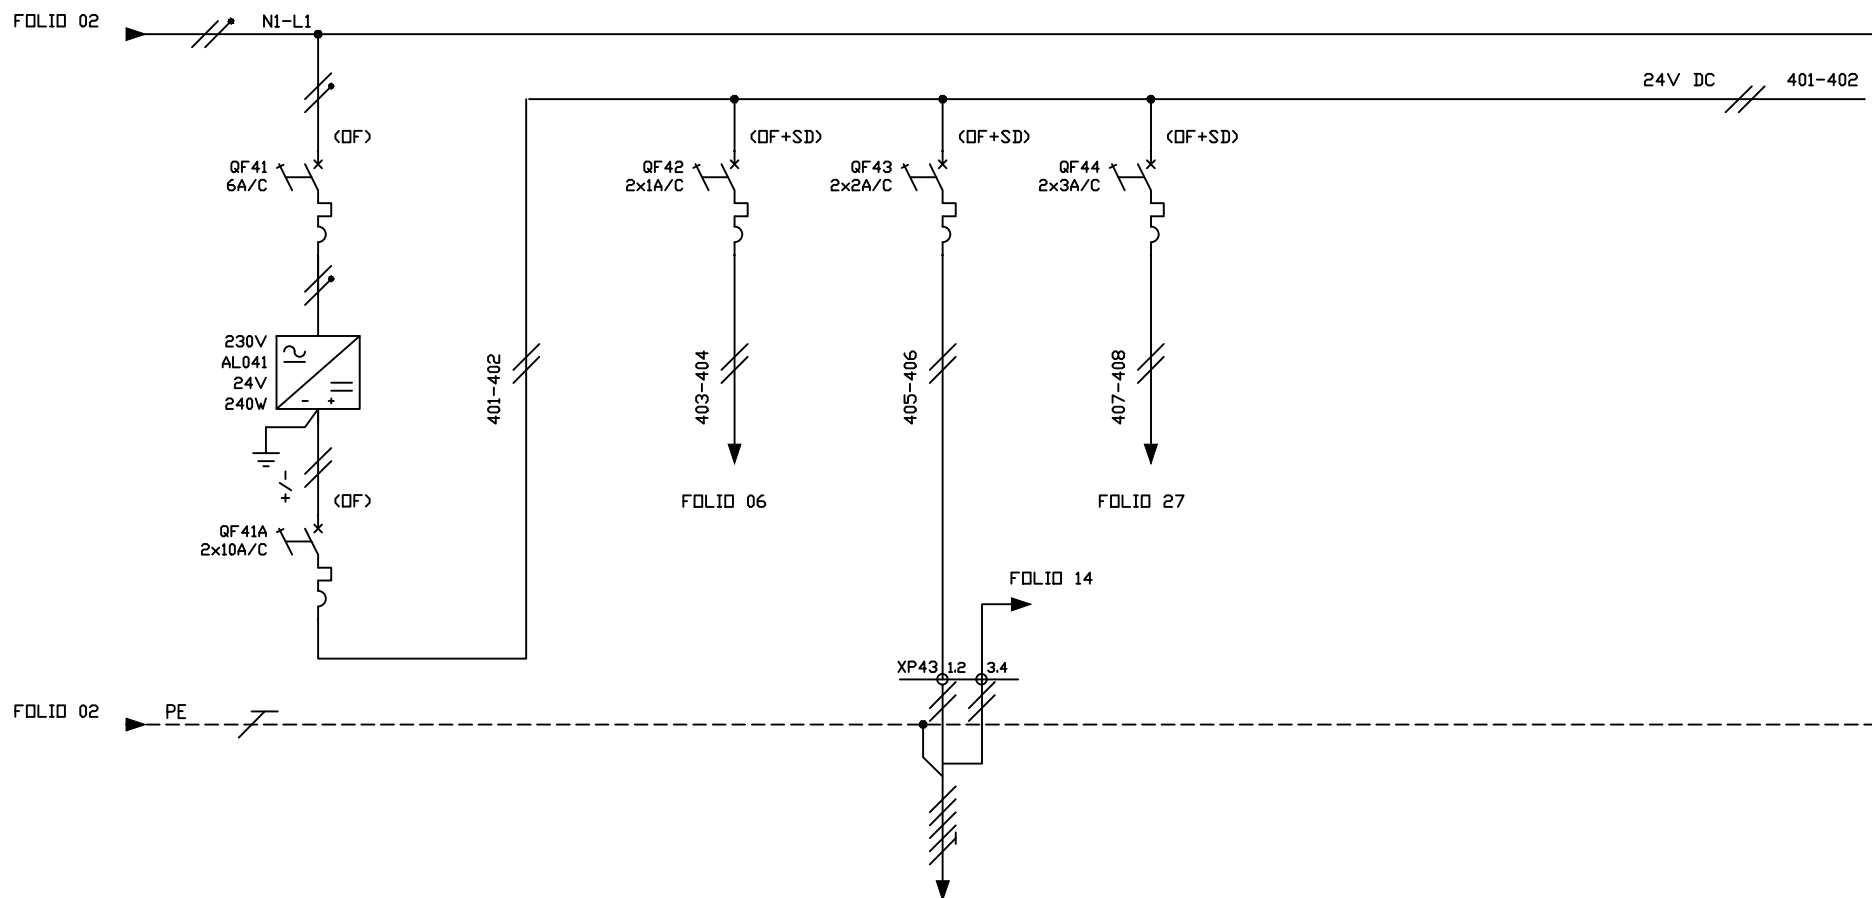 FOLIO 02
N1-L1
24V DC
401-402
(OF)
(OF+SD)
(OF+SD)
(OF+SD)
QF41
6A/C
QF42
2x1A/C
QF43
2x2A/C
QF44
2x3A/C
230V
AL041
24V
240W
- +
401-402
403-404
405-406
407-408
+/-
(OF)
FOLIO 06
FOLIO 27
QF41A
2x10A/C
FOLIO 14
XP43 1.2 3.4
FOLIO 02
PE